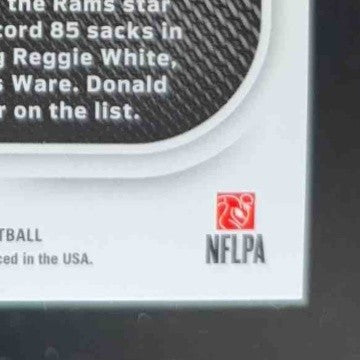 the Rams star
ord 85 sacks in
g Reggie White,
s Ware. Donald
r on the list.
TBALL
ced in the USA.
NFLPA